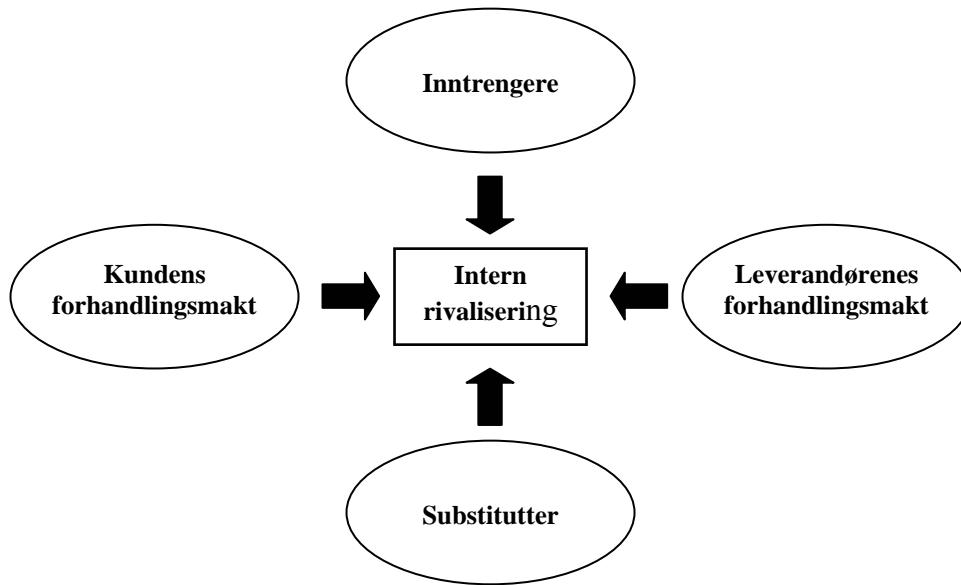 Inntrengere
Kundens
forhandlingsmakt
Intern
rivalisering
Leverandørenes
forhandlingsmakt
Substitutter